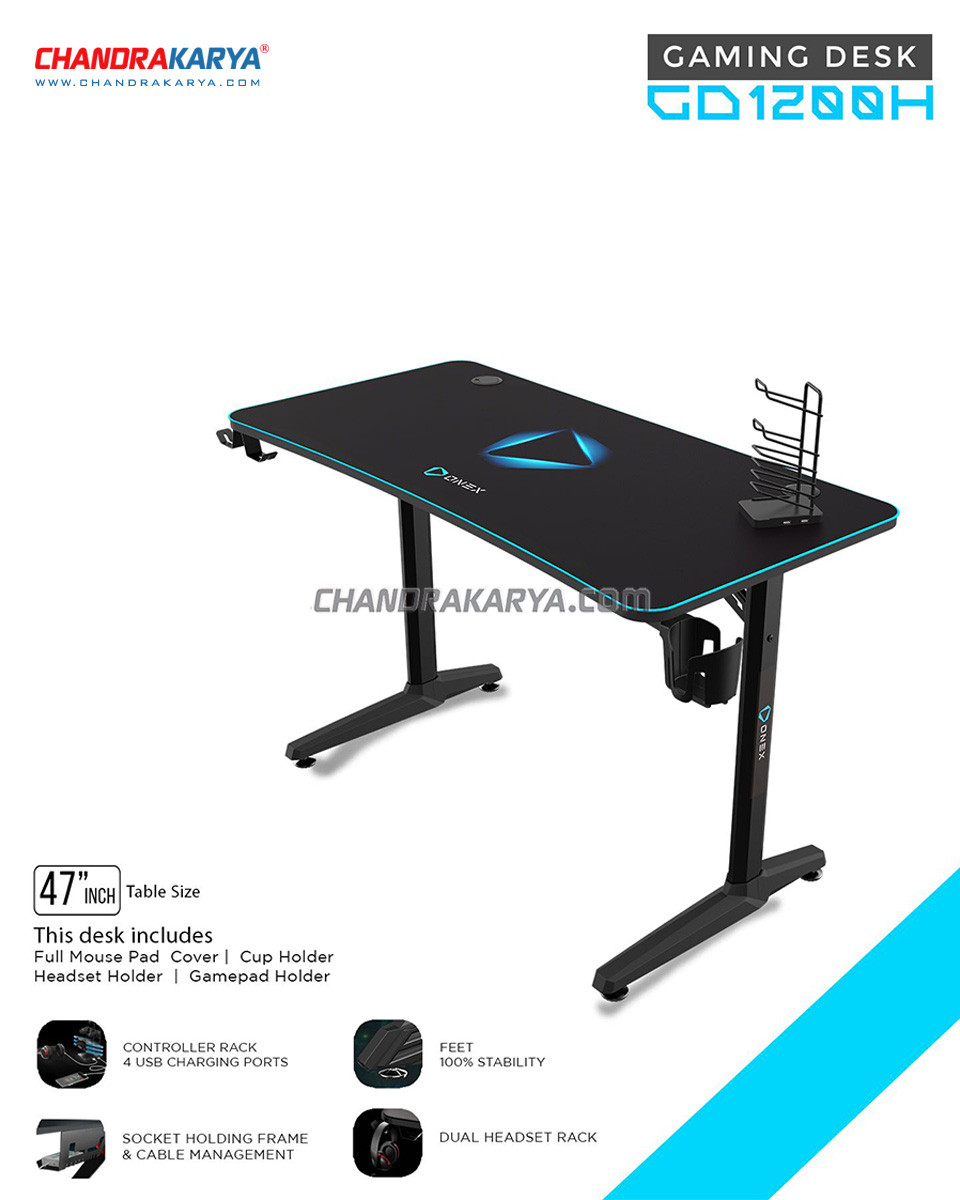 CHANDRAKARYA®
WWW.CHANDRAKARYA.COM
GAMING DESK
GD1200H
ONEX
CHANDRAKARYA.COM
ONEX
47” INCH Table Size
This desk includes
Full Mouse Pad Cover | Cup Holder
Headset Holder | Gamepad Holder
CONTROLLER RACK
4 USB CHARGING PORTS
FEET
100% STABILITY
SOCKET HOLDING FRAME
& CABLE MANAGEMENT
DUAL HEADSET RACK